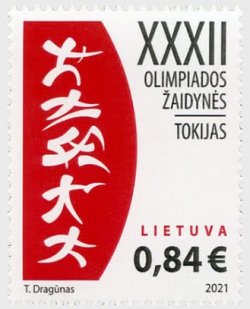 XXXII
OLIMPIADOS
ŽAIDYNĖS
TOKIJAS
LIETUVA
0,84 €
T. Dragūnas
2021